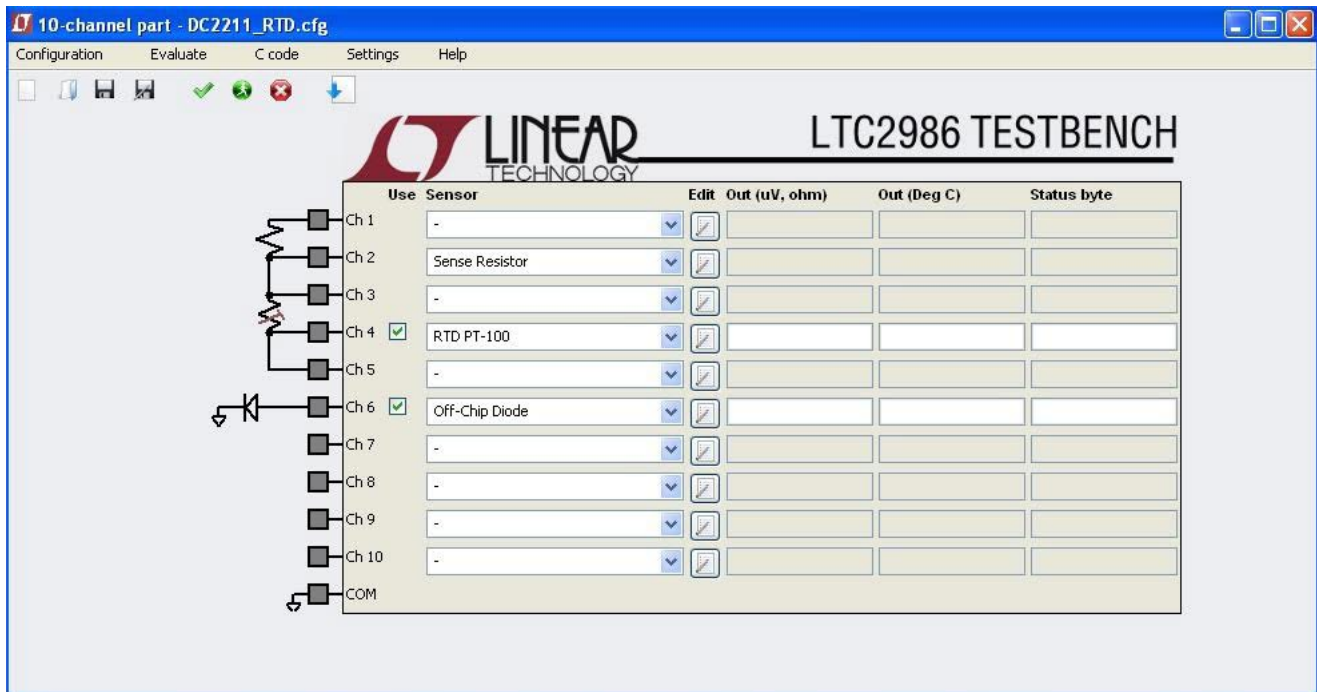 10-channel part - DC2211_RTD.cfg
Configuration Evaluate C code Settings Help
LINEAR TECHNOLOGY
LTC2986 TESTBENCH
Use Sensor Edit Out (uV, ohm) Out (Deg C) Status byte
Ch 1 -
Ch 2 Sense Resistor
Ch 3 -
Ch 4 RTD PT-100
Ch 5 -
Ch 6 Off-Chip Diode
Ch 7 -
Ch 8 -
Ch 9 -
Ch 10 -
COM